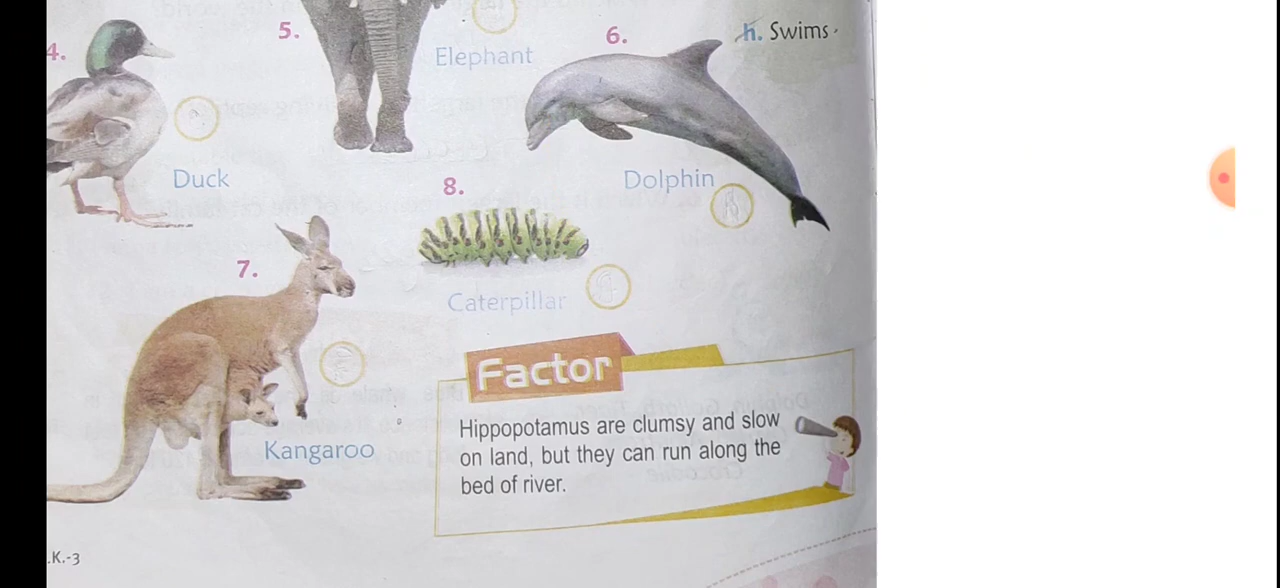 5.
Elephant
6.
h. Swims
4.
Duck
8.
Dolphin
h
7.
Caterpillar
Factor
Kangaroo
Hippopotamus are clumsy and slow
on land, but they can run along the
bed of river.
.K.-3